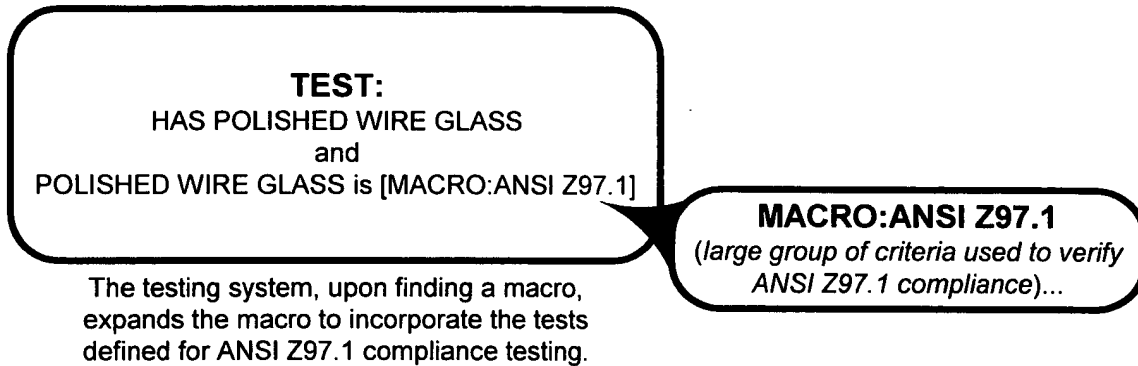 TEST:
HAS POLISHED WIRE GLASS
and
POLISHED WIRE GLASS is [MACRO:ANSI Z97.1]
MACRO:ANSI Z97.1
(large group of criteria used to verify
ANSI Z97.1 compliance)...
The testing system, upon finding a macro,
expands the macro to incorporate the tests
defined for ANSI Z97.1 compliance testing.